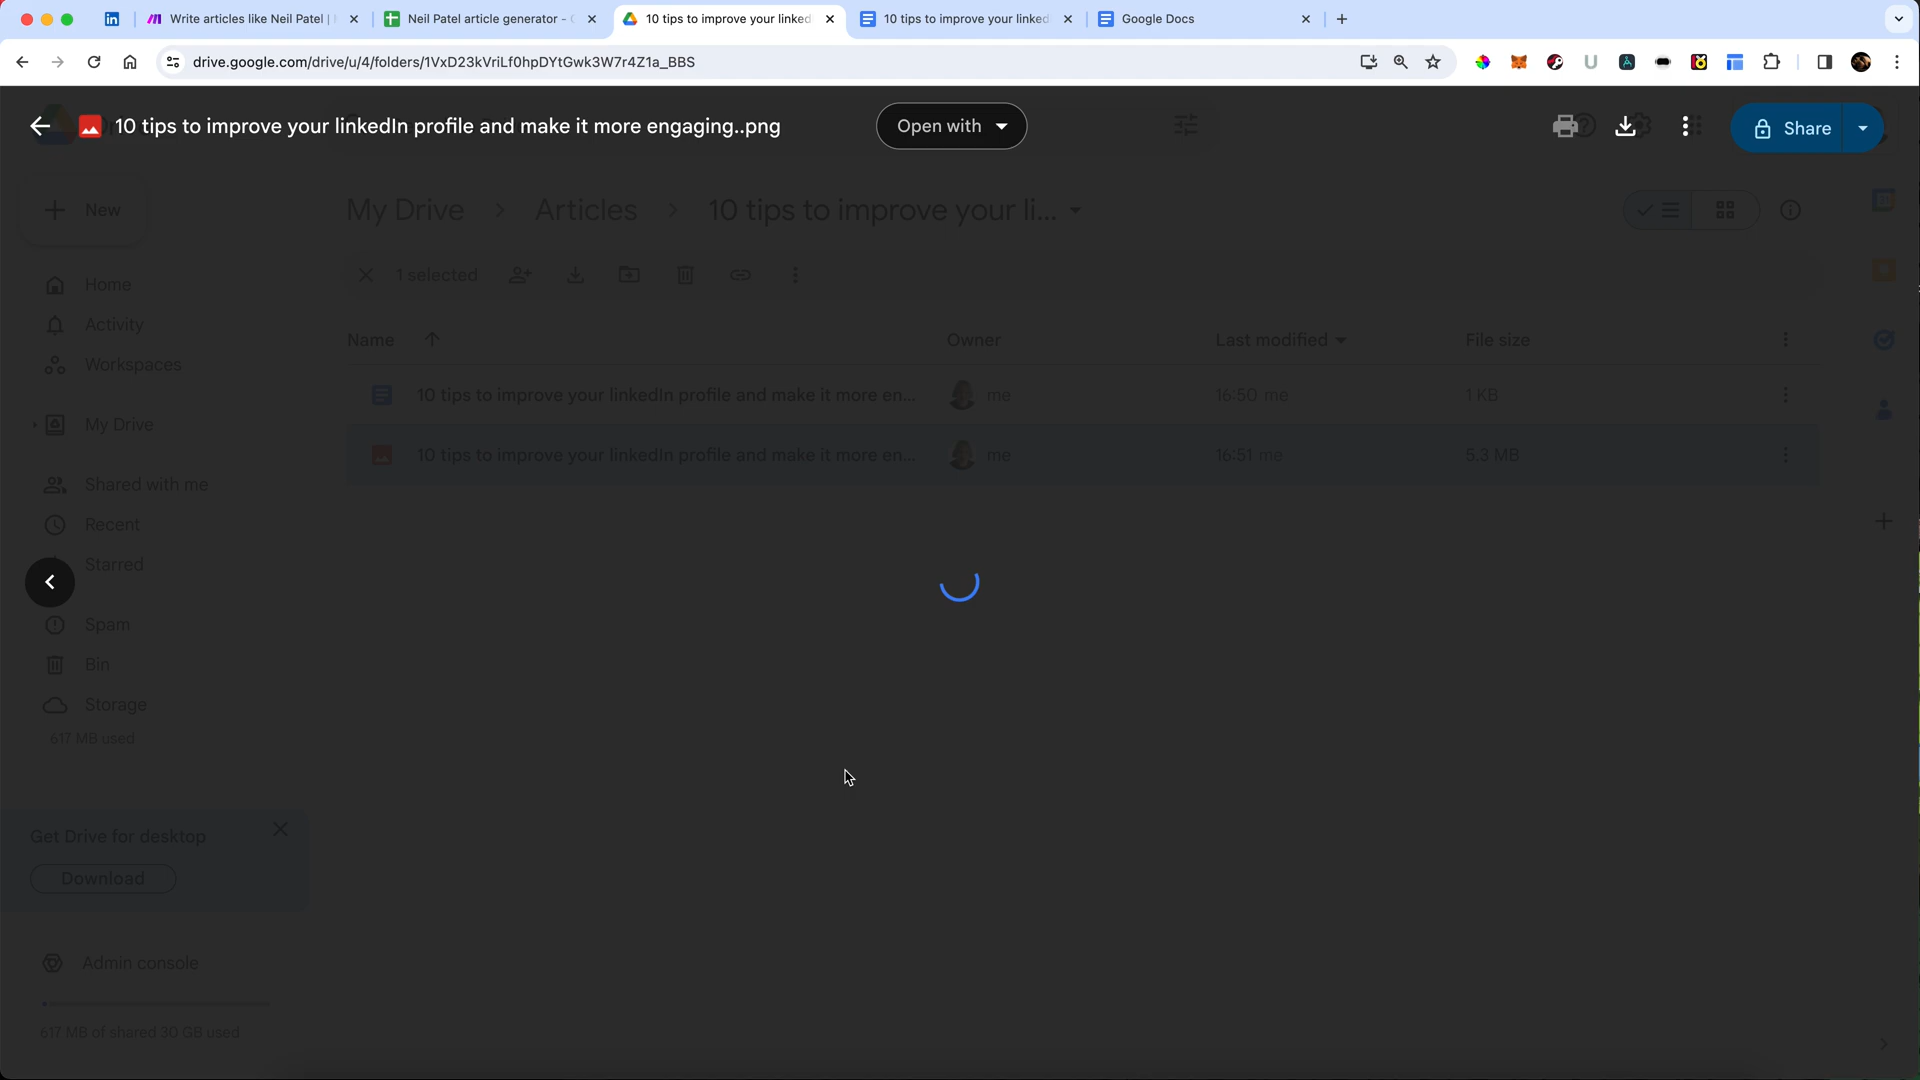 Write articles like Neil Patel |
Neil Patel article generator -
10 tips to improve your linked
10 tips to improve your linked
Google Docs
drive.google.com/drive/u/4/folders/1VxD23kVriLf0hpDYtGwk3W7r4Z1a_BBS
10 tips to improve your linkedIn profile and make it more engaging..png
Open with
Share
New
My Drive
Articles
10 tips to improve your li...
Home
1 selected
Activity
Name
Owner
Last modified
File size
Workspaces
10 tips to improve your linkedIn profile and make it more en...
me
16:50 me
1 KB
My Drive
10 tips to improve your linkedIn profile and make it more en...
me
16:51 me
5.3 MB
Shared with me
Recent
Starred
Spam
Bin
Storage
617 MB used
Get Drive for desktop
Download
Admin console
617 MB of shared 30 GB used